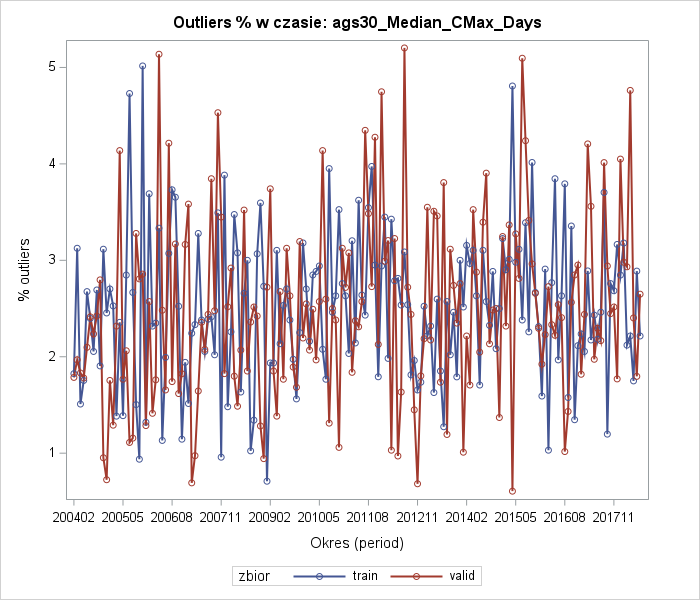 Outliers % w czasie: ags30_Median_CMax_Days
% outliers
5
4
3
2
1
200402 200505 200608 200711 200902 201005 201108 201211 201402 201505 201608 201711
Okres (period)
zbior train valid